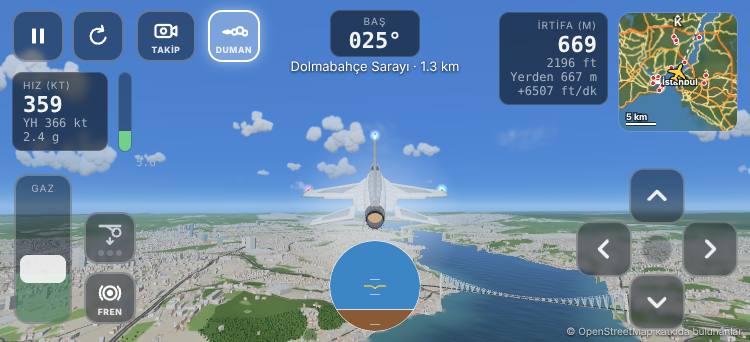 TAKİP
DUMAN
BAŞ
025°
Dolmabahçe Sarayı · 1.3 km
İRTİFA (M)
669
2196 ft
Yerden 667 m
+6507 ft/dk
K
İstanbul
5 km
HIZ (KT)
359
YH 366 kt
2.4 g
GAZ
FREN
© OpenStreetMap katkıda bulunanlar